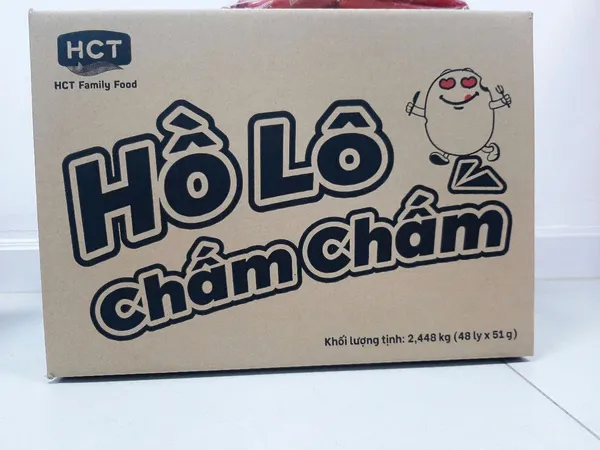 HCT
HCT Family Food
Hồ Lô
chấm chấm
Khối lượng tịnh: 2,448 kg (48 ly x 51 g)